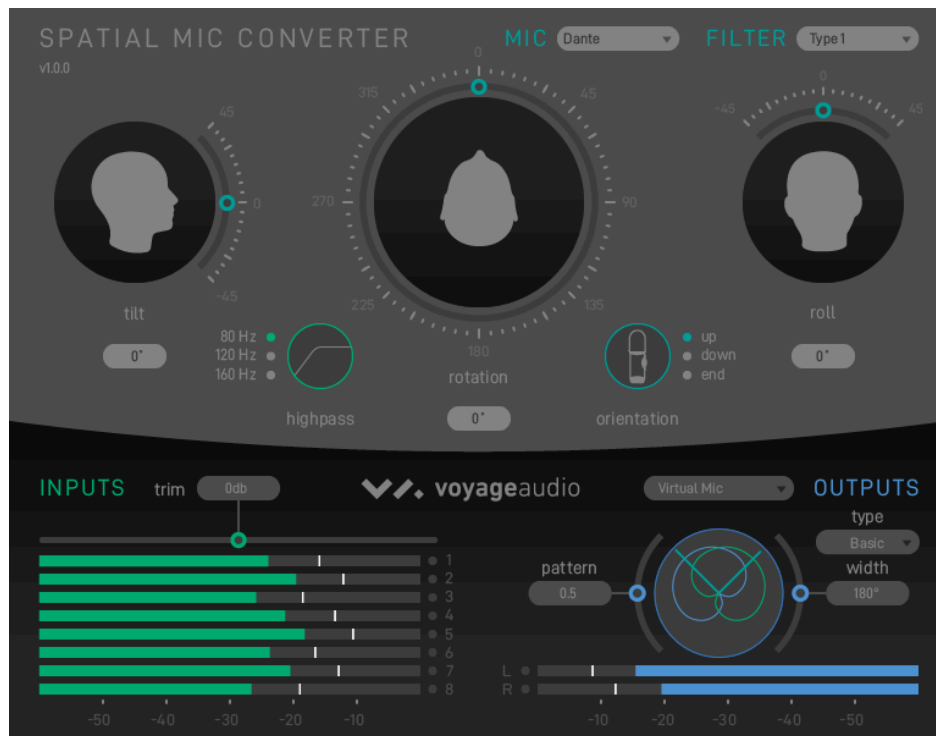 SPATIAL MIC CONVERTER
v1.0.0
MIC Dante
FILTER Type 1
45
0
-45
tilt
0°
0
45
90
135
180
225
270
315
rotation
0°
-45
0
45
roll
0°
80 Hz
120 Hz
160 Hz
highpass
up
down
end
orientation
INPUTS trim 0db
voyageaudio
Virtual Mic OUTPUTS
type
Basic
pattern
0.5
width
180°
1
2
3
4
5
6
7
8
-50 -40 -30 -20 -10
L
R
-10 -20 -30 -40 -50